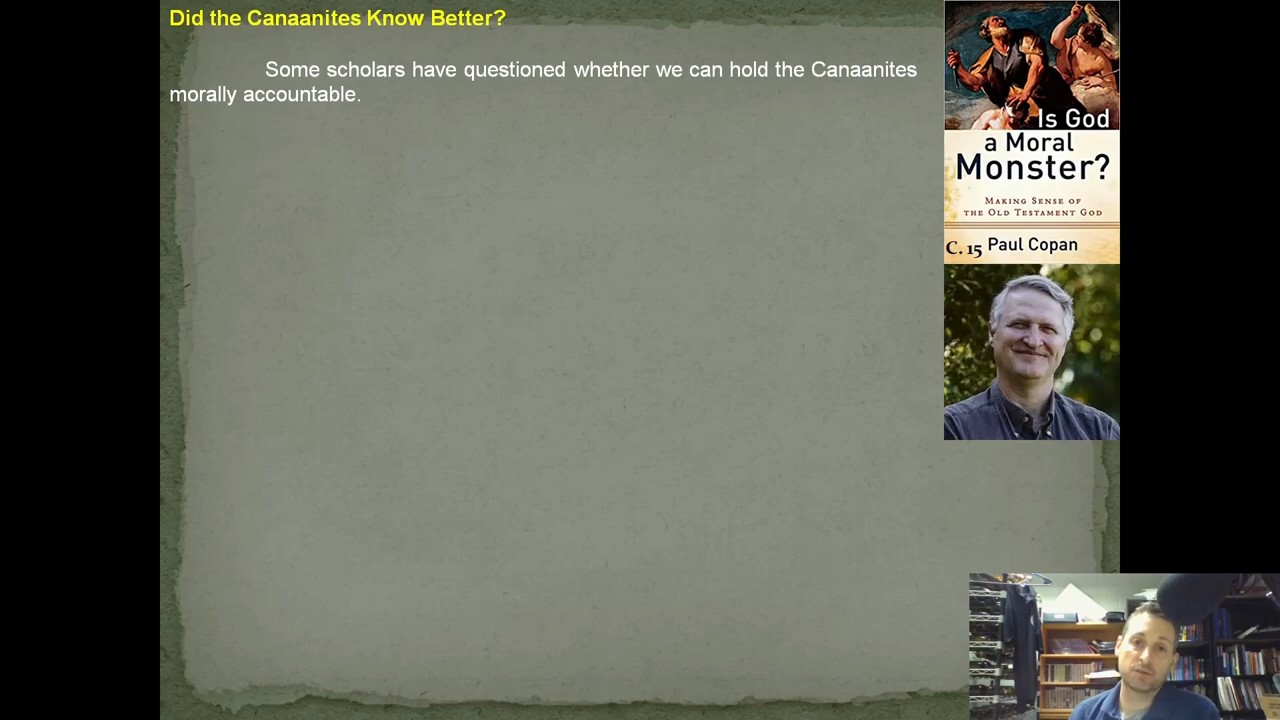 Did the Canaanites Know Better?
Some scholars have questioned whether we can hold the Canaanites
morally accountable.
Is God
a Moral
Monster?
Making Sense of
the Old Testament God
C. 15 Paul Copan